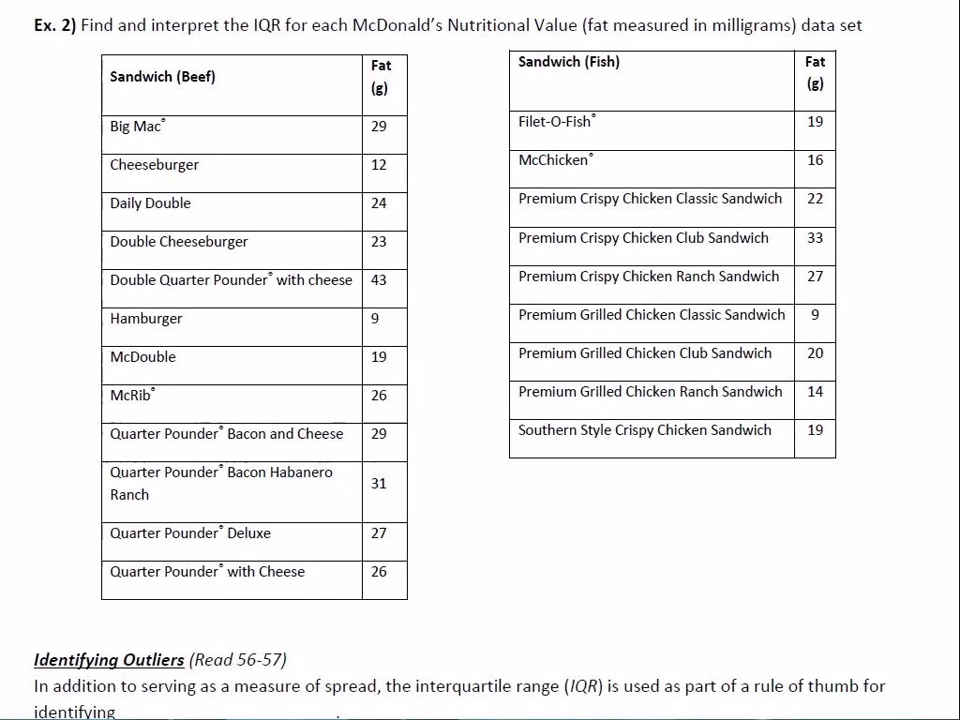 Ex. 2) Find and interpret the IQR for each McDonald's Nutritional Value (fat measured in milligrams) data set
Sandwich (Beef) Fat (g)
Big Mac® 29
Cheeseburger 12
Daily Double 24
Double Cheeseburger 23
Double Quarter Pounder® with cheese 43
Hamburger 9
McDouble 19
McRib® 26
Quarter Pounder® Bacon and Cheese 29
Quarter Pounder® Bacon Habanero
Ranch 31
Quarter Pounder® Deluxe 27
Quarter Pounder® with Cheese 26
Sandwich (Fish) Fat (g)
Filet-O-Fish® 19
McChicken® 16
Premium Crispy Chicken Classic Sandwich 22
Premium Crispy Chicken Club Sandwich 33
Premium Crispy Chicken Ranch Sandwich 27
Premium Grilled Chicken Classic Sandwich 9
Premium Grilled Chicken Club Sandwich 20
Premium Grilled Chicken Ranch Sandwich 14
Southern Style Crispy Chicken Sandwich 19
Identifying Outliers (Read 56-57)
In addition to serving as a measure of spread, the interquartile range (IQR) is used as part of a rule of thumb for
identifying .